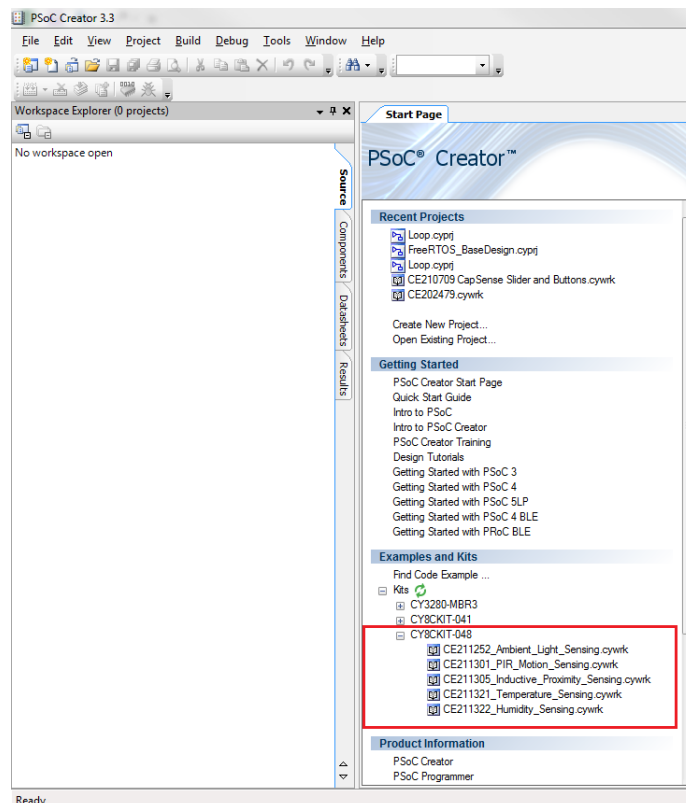 PSoC Creator 3.3
File Edit View Project Build Debug Tools Window Help
Workspace Explorer (0 projects)
No workspace open
Source
Components
Datasheets
Results
Start Page
PSoC® Creator™
Recent Projects
Loop.cyprj
FreeRTOS_BaseDesign.cyprj
Loop.cyprj
CE210709 CapSense Slider and Buttons.cywrk
CE202479.cywrk
Create New Project...
Open Existing Project...
Getting Started
PSoC Creator Start Page
Quick Start Guide
Intro to PSoC
Intro to PSoC Creator
PSoC Creator Training
Design Tutorials
Getting Started with PSoC 3
Getting Started with PSoC 4
Getting Started with PSoC 5LP
Getting Started with PSoC 4 BLE
Getting Started with PRoC BLE
Examples and Kits
Find Code Example ...
Kits
CY3280-MBR3
CY8CKIT-041
CY8CKIT-048
CE211252_Ambient_Light_Sensing.cywrk
CE211301_PIR_Motion_Sensing.cywrk
CE211305_Inductive_Proximity_Sensing.cywrk
CE211321_Temperature_Sensing.cywrk
CE211322_Humidity_Sensing.cywrk
Product Information
PSoC Creator
PSoC Programmer
Ready